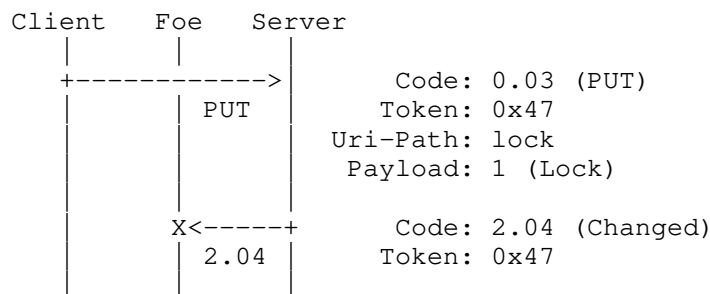 Client Foe Server
Code: 0.03 (PUT)
PUT Token: 0x47
Uri-Path: lock
Payload: 1 (Lock)
X Code: 2.04 (Changed)
2.04 Token: 0x47